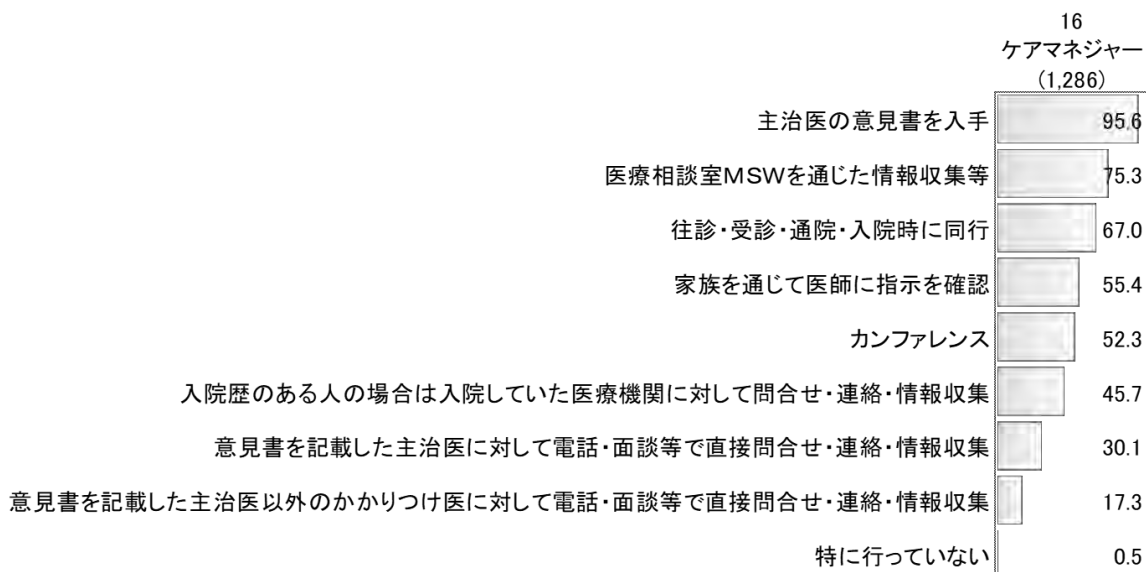 16
ケアマネジャー
(1,286)
主治医の意見書を入手 95.6
医療相談室MSWを通じた情報収集等 75.3
往診・受診・通院・入院時に同行 67.0
家族を通じて医師に指示を確認 55.4
カンファレンス 52.3
入院歴のある人の場合は入院していた医療機関に対して問合せ・連絡・情報収集 45.7
意見書を記載した主治医に対して電話・面談等で直接問合せ・連絡・情報収集 30.1
意見書を記載した主治医以外のかかりつけ医に対して電話・面談等で直接問合せ・連絡・情報収集 17.3
特に行っていない 0.5